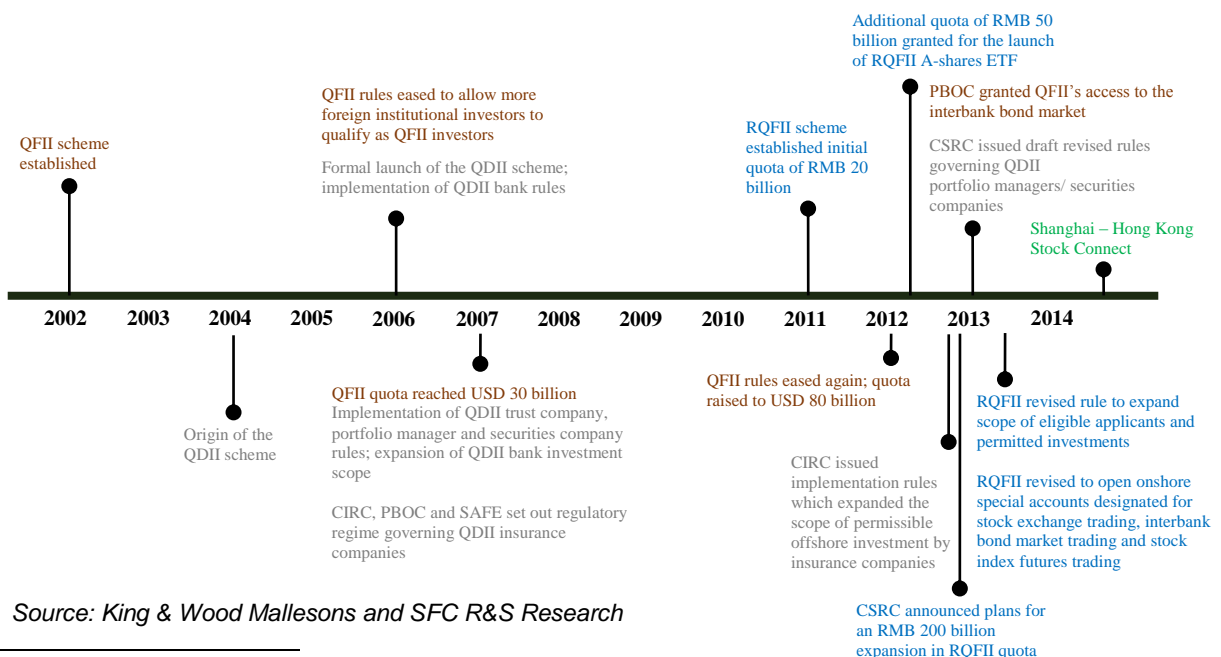 Additional quota of RMB 50
billion granted for the launch
of RQFII A-shares ETF
QFII scheme
established
QFII rules eased to allow more
foreign institutional investors to
qualify as QFII investors
Formal launch of the QDII scheme;
implementation of QDII bank rules
RQFII scheme
established initial
quota of RMB 20
billion
PBOC granted QFII's access to the
interbank bond market
CSRC issued draft revised rules
governing QDII
portfolio managers/ securities
companies
Shanghai – Hong Kong
Stock Connect
2002 2003 2004 2005 2006 2007 2008 2009 2010 2011 2012 2013 2014
Origin of the
QDII scheme
QFII quota reached USD 30 billion
Implementation of QDII trust company,
portfolio manager and securities company
rules; expansion of QDII bank investment
scope
CIRC, PBOC and SAFE set out regulatory
regime governing QDII insurance
companies
QFII rules eased again; quota
raised to USD 80 billion
CIRC issued
implementation rules
which expanded the
scope of permissible
offshore investment by
insurance companies
RQFII revised rule to expand
scope of eligible applicants and
permitted investments
RQFII revised to open onshore
special accounts designated for
stock exchange trading, interbank
bond market trading and stock
index futures trading
CSRC announced plans for
an RMB 200 billion
expansion in RQFII quota
Source: King & Wood Mallesons and SFC R&S Research